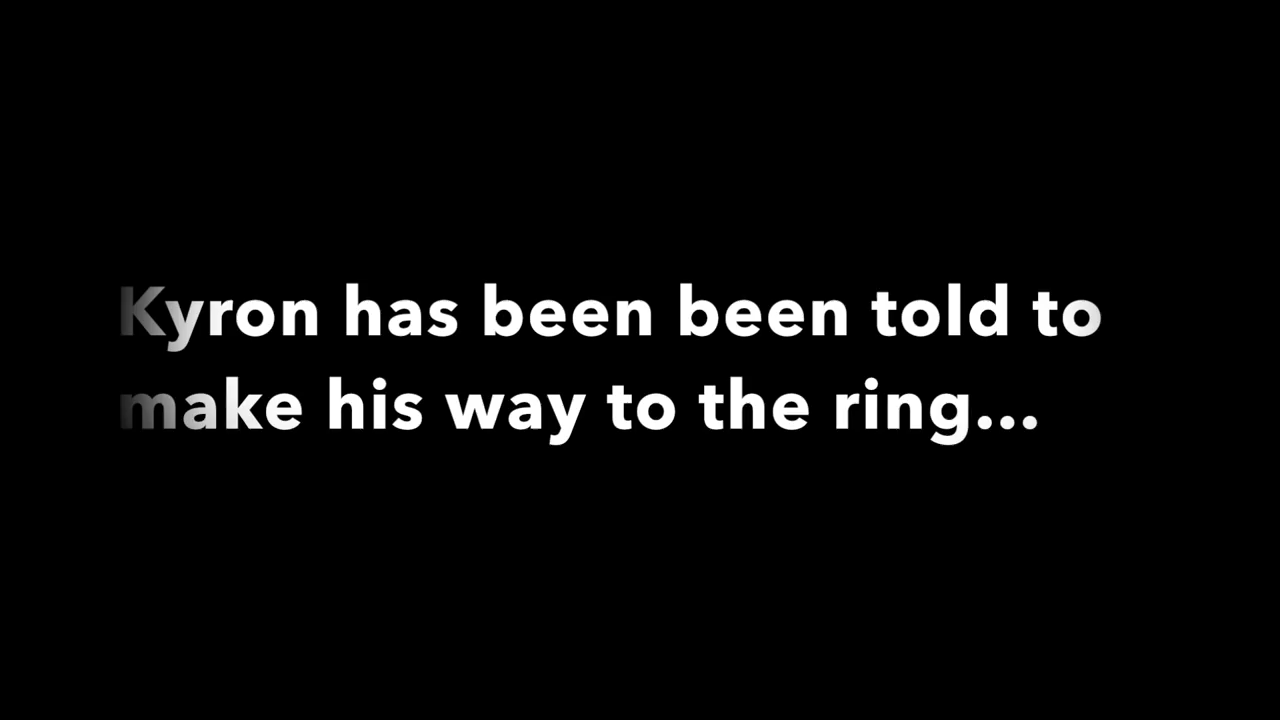 Kyron has been been told to
make his way to the ring...